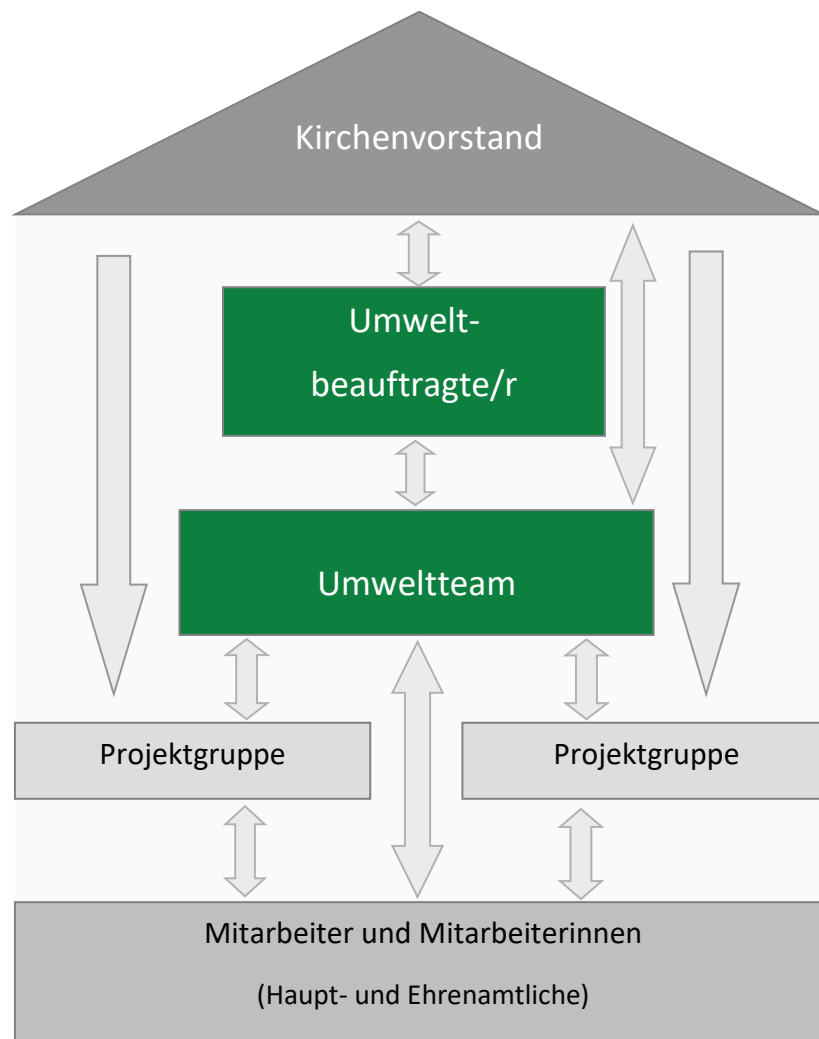 Kirchenvorstand
Umwelt-
beauftragte/r
Umweltteam
Projektgruppe
Projektgruppe
Mitarbeiter und Mitarbeiterinnen
(Haupt- und Ehrenamtliche)